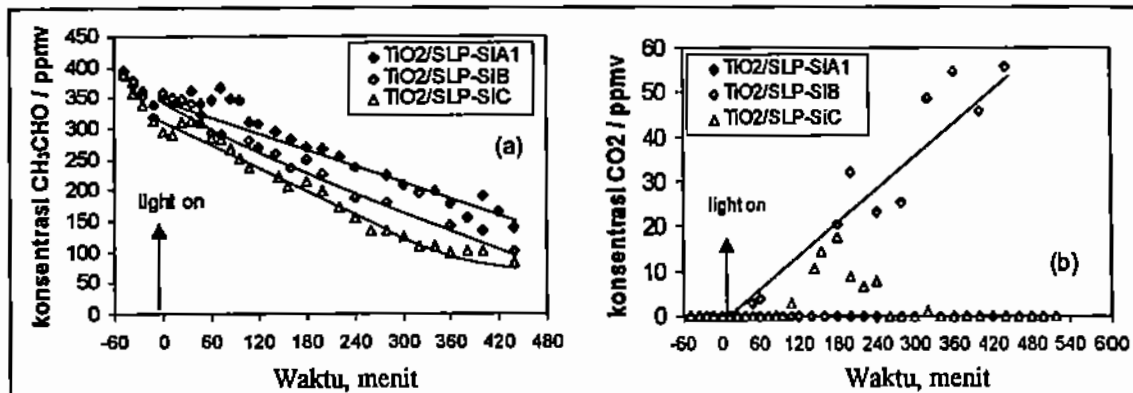 konsentrasi CH3CHO / ppmv
450
400
350
300
250
200
150
100
50
0
-60 0 60 120 180 240 300 360 420 480
Waktu, menit
TiO2/SLP-SiA1
TiO2/SLP-SiB
TiO2/SLP-SiC
(a)
light on
konsentrasi CO2 / ppmv
60
50
40
30
20
10
0
-60 0 60 120 180 240 300 360 420 480 540 600
Waktu, menit
TiO2/SLP-SiA1
TiO2/SLP-SiB
TiO2/SLP-SiC
light on
(b)